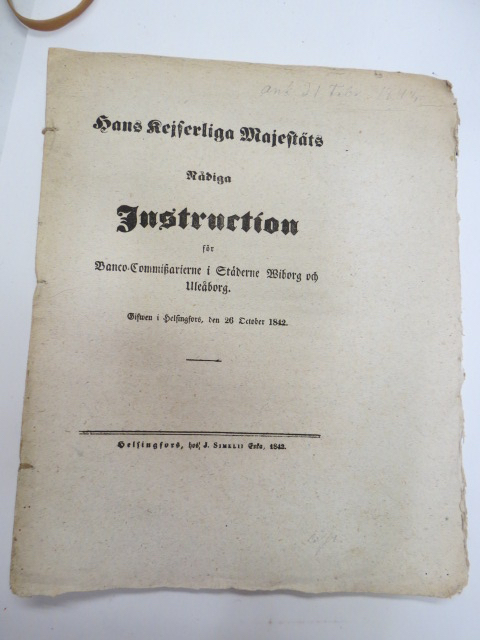 Hans Kejserliga Majestäts
Nådiga
Instruction
för
Banco-Commißarierne i Städerne Wiborg och
Uleåborg.
Gifwen i Helsingfors, den 26 October 1842.
Helsingfors, hos J. Simelii Enka, 1842.